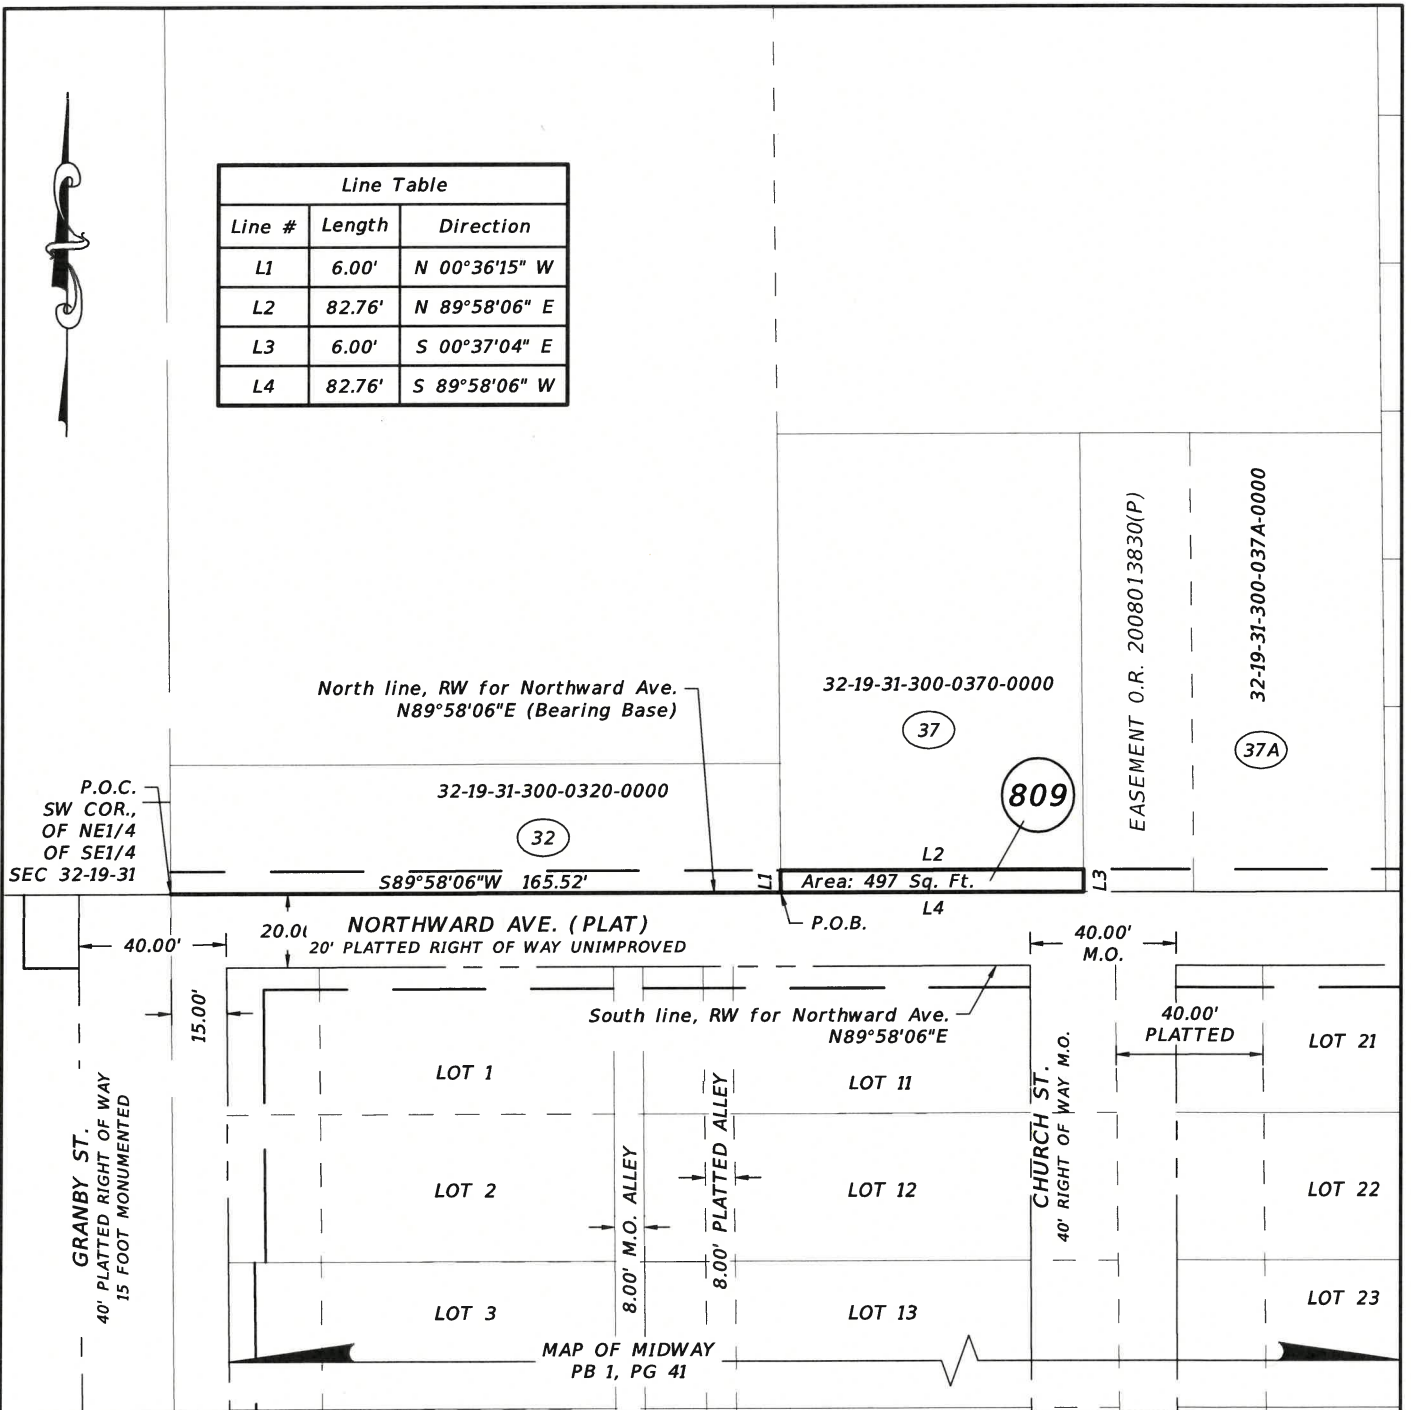 Line Table
Line # Length Direction
L1 6.00' N 00°36'15" W
L2 82.76' N 89°58'06" E
L3 6.00' S 00°37'04" E
L4 82.76' S 89°58'06" W
EASEMENT O.R. 2008013830(P)
32-19-31-300-037A-0000
37A
North line, RW for Northward Ave.
N89°58'06"E (Bearing Base)
32-19-31-300-0370-0000
37
809
P.O.C.
SW COR.,
OF NE1/4
OF SE1/4
SEC 32-19-31
32-19-31-300-0320-0000
32
S89°58'06"W 165.52'
L1
L2
Area: 497 Sq. Ft.
L3
L4
P.O.B.
NORTHWARD AVE. (PLAT)
20' PLATTED RIGHT OF WAY UNIMPROVED
40.00'
20.0
40.00'
M.O.
15.00'
South line, RW for Northward Ave.
N89°58'06"E
40.00'
PLATTED
GRANBY ST.
40' PLATTED RIGHT OF WAY
15 FOOT MONUMENTED
LOT 1
LOT 11
LOT 21
LOT 2
8.00' M.O. ALLEY
8.00' PLATTED ALLEY
LOT 12
CHURCH ST.
40' RIGHT OF WAY M.O.
LOT 22
LOT 3
LOT 13
LOT 23
MAP OF MIDWAY
PB 1, PG 41